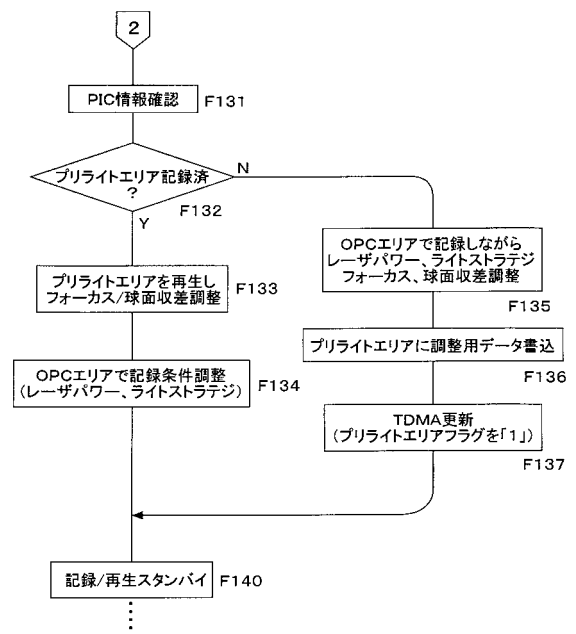 2
PIC情報確認
F131
プリライトエリア記録済
?
F132
N
Y
プリライトエリアを再生し
フォーカス/球面収差調整
F133
OPCエリアで記録条件調整
(レーザパワー、ライトストラテジ)
F134
OPCエリアで記録しながら
レーザパワー、ライトストラテジ
フォーカス、球面収差調整
F135
プリライトエリアに調整用データ書込
F136
TDMA更新
(プリライトエリアフラグを「1」)
F137
記録/再生スタンバイ
F140